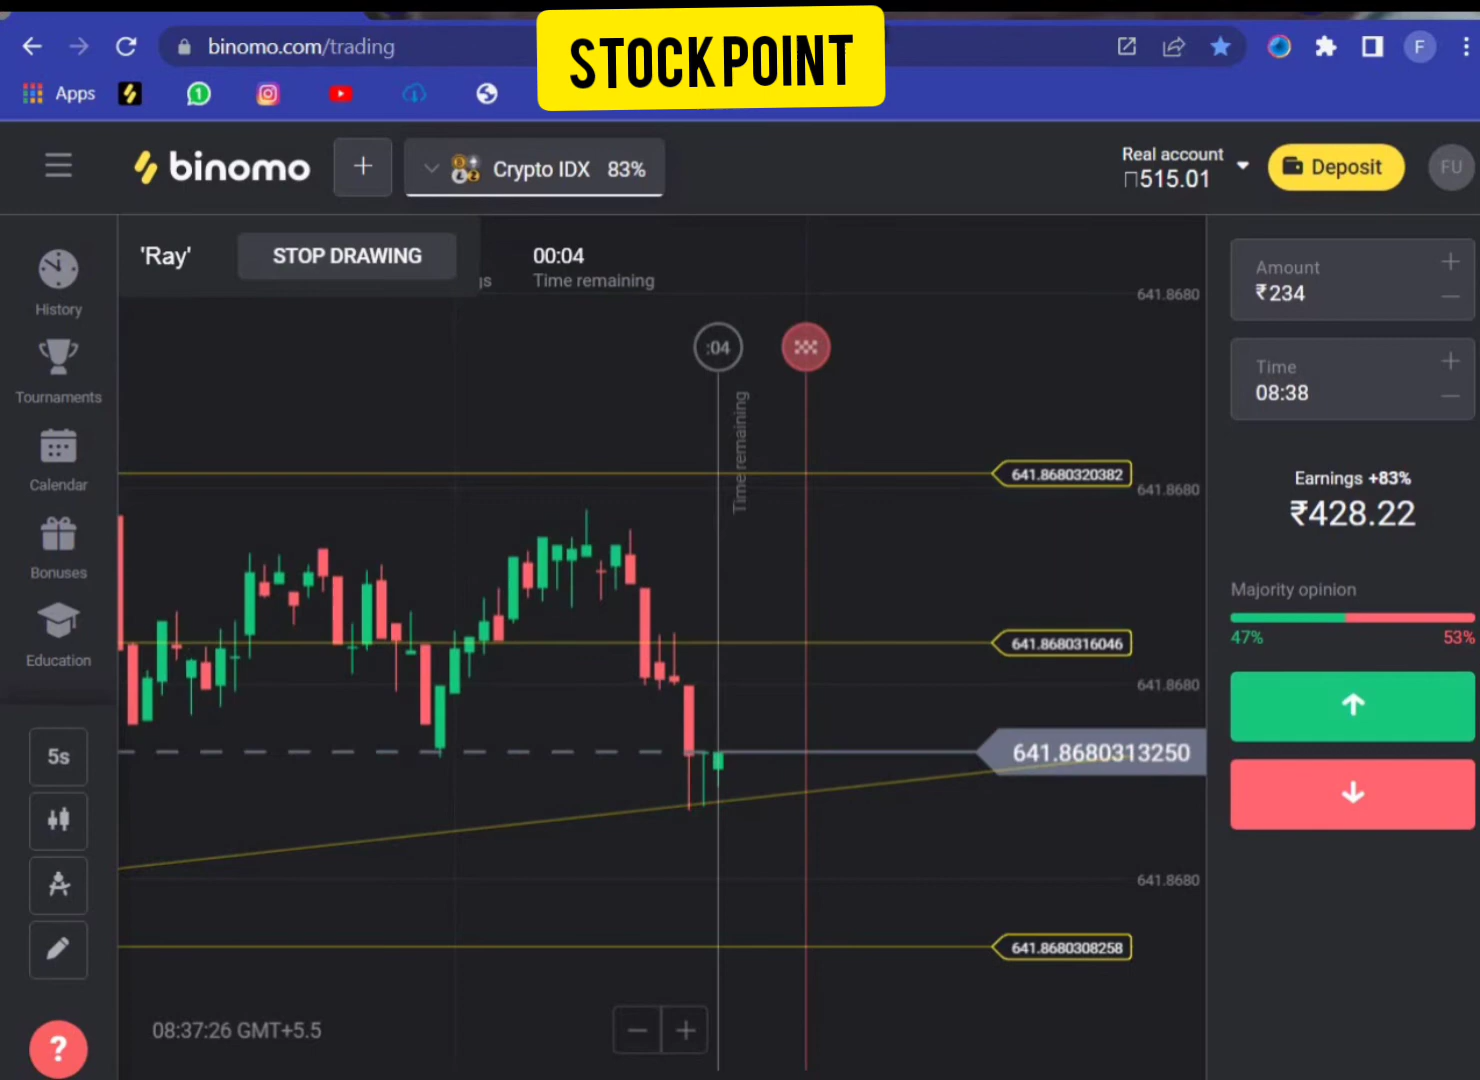 STOCK POINT
binomo.com/trading
F
Apps
1
binomo
Crypto IDX 83%
Real account
515.01
Deposit
FU
'Ray'
STOP DRAWING
00:04
Time remaining
History
Tournaments
Calendar
Bonuses
Education
5s
?
:04
Time remaining
641.8680
641.8680320382
641.8680
641.8680316046
641.8680
641.8680313250
641.8680
641.8680308258
08:37:26 GMT+5.5
Amount
₹234
Time
08:38
Earnings +83%
₹428.22
Majority opinion
47% 53%